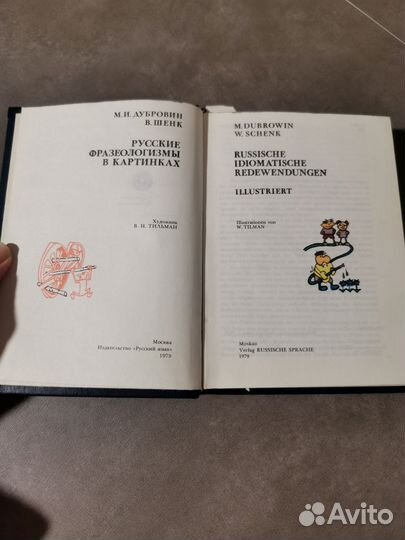 М.И. ДУБРОВИН
В. ШЕНК
РУССКИЕ
ФРАЗЕОЛОГИЗМЫ
В КАРТИНКАХ
Художник
В. И. ТИЛЬМАН
Москва
Издательство «Русский язык»
1979
M. DUBROWIN
W. SCHENK
RUSSISCHE
IDIOMATISCHE
REDEWENDUNGEN
ILLUSTRIERT
Illustrationen von
W. TILMAN
Moskau
Verlag RUSSISCHE SPRACHE
1979
Avito